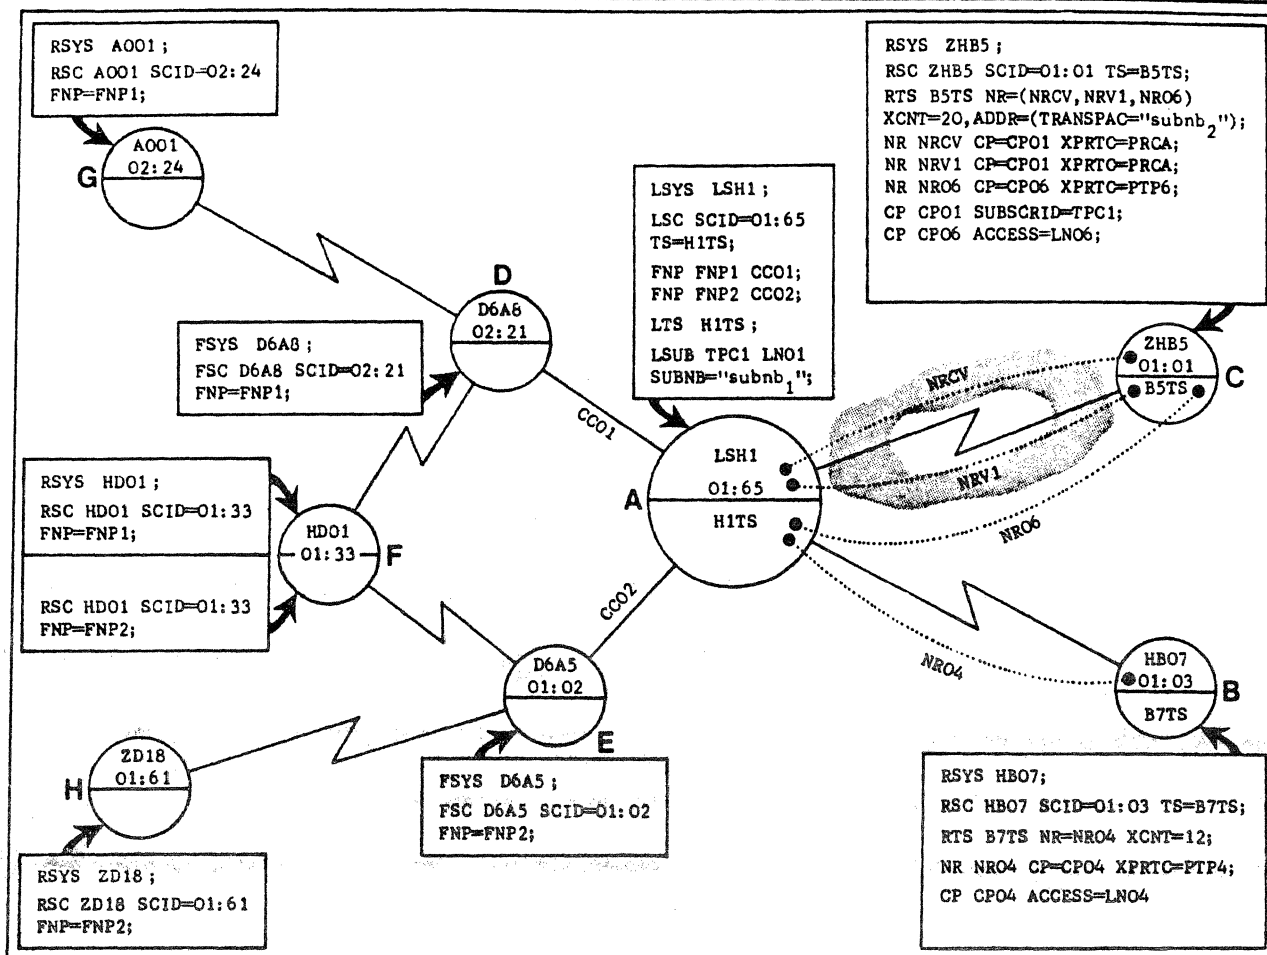 RSYS A001;
RSC A001 SCID=02:24
FNP=FNP1;
A001
02:24
G
RSYS ZHB5;
RSC ZHB5 SCID=01:01 TS=B5TS;
RTS B5TS NR=(NRCV,NRV1,NR06)
XCNT=20,ADDR=(TRANSPAC="subnb2");
NR NRCV CP=CP01 XPRTC=PRCA;
NR NRV1 CP=CP01 XPRTC=PRCA;
NR NR06 CP=CP06 XPRTC=PTP6;
CP CP01 SUBSCRID=TPC1;
CP CP06 ACCESS=LN06;
LSYS LSH1;
LSC SCID=01:65
TS=H1TS;
FNP FNP1 CC01;
FNP FNP2 CC02;
LTS H1TS;
LSUB TPC1 LN01
SUBNB="subnb1";
D
D6A8
02:21
FSYS D6A8;
FSC D6A8 SCID=02:21
FNP=FNP1;
CC01
ZHB5
01:01
B5TS
C
NRCV
NRV1
NR06
LSH1
01:65
H1TS
A
RSYS HD01;
RSC HD01 SCID=01:33
FNP=FNP1;
RSC HD01 SCID=01:33
FNP=FNP2;
HD01
01:33
F
CC02
NR04
D6A5
01:02
E
HB07
01:03
B7TS
B
ZD18
01:61
H
FSYS D6A5;
FSC D6A5 SCID=01:02
FNP=FNP2;
RSYS HB07;
RSC HB07 SCID=01:03 TS=B7TS;
RTS B7TS NR=NR04 XCNT=12;
NR NR04 CP=CP04 XPRTC=PTP4;
CP CP04 ACCESS=LN04
RSYS ZD18;
RSC ZD18 SCID=01:61
FNP=FNP2;